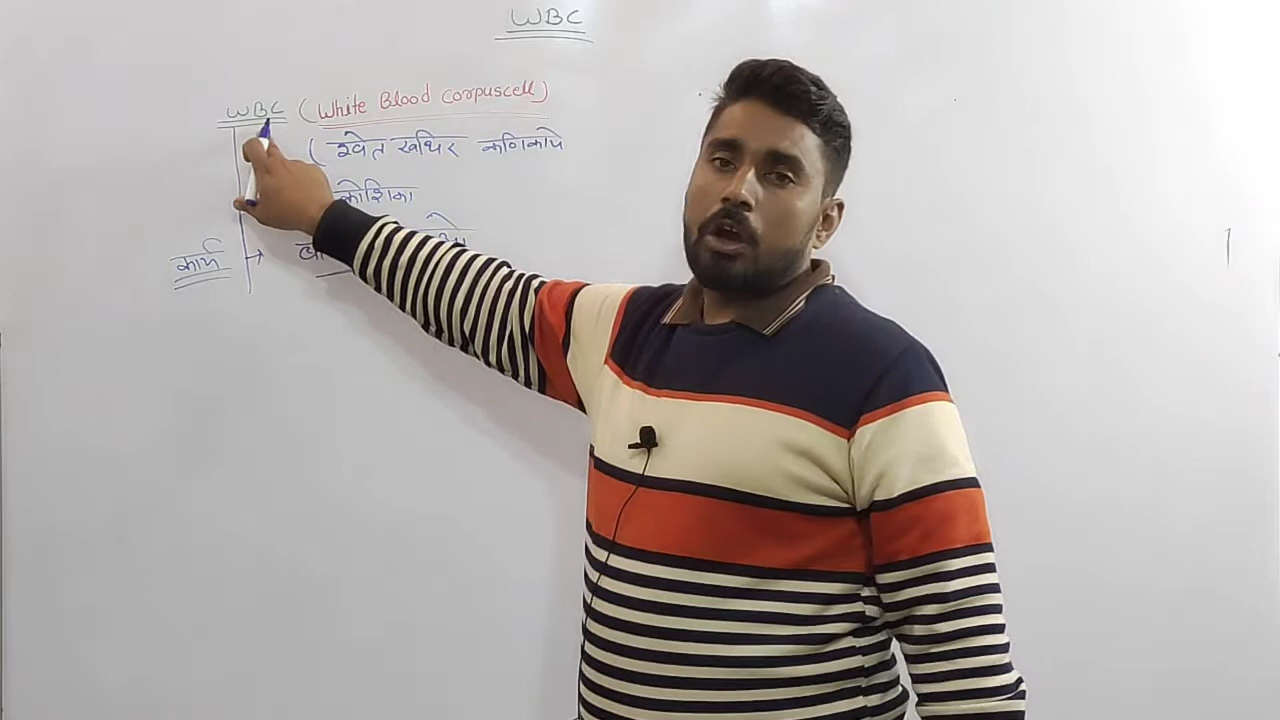 WBC
WBC ( White Blood Corpuscell )
( श्वेत रूधिर कणिकाये
कोशिका
कार्य →